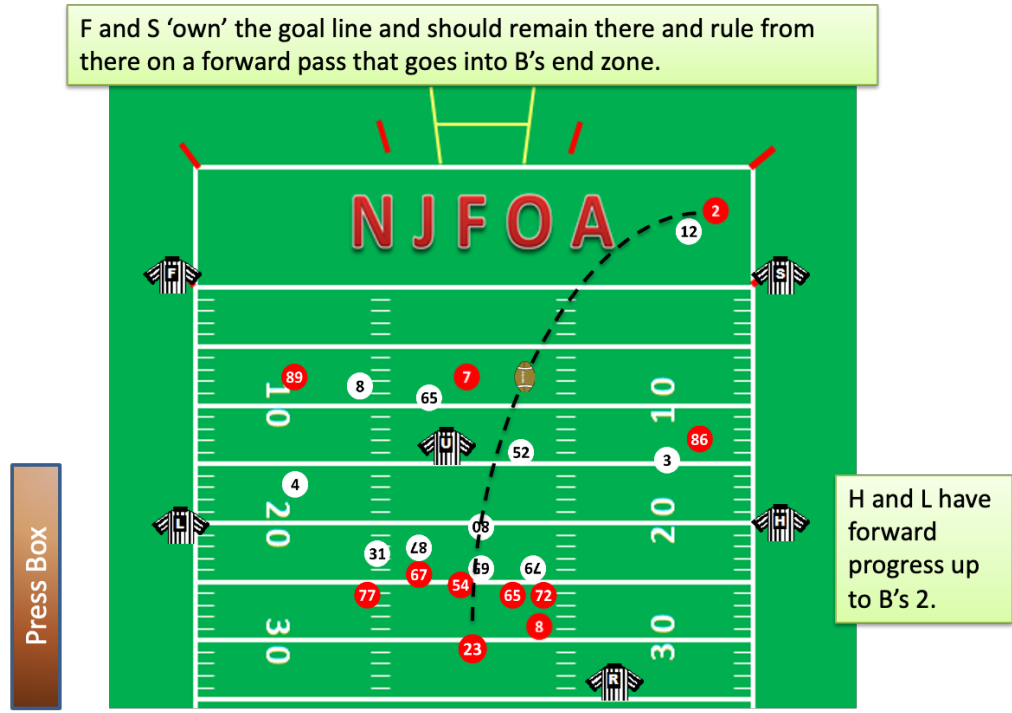 F and S ‘own’ the goal line and should remain there and rule from
there on a forward pass that goes into B’s end zone.
NJFOA
2
12
F
S
89
8
7
65
10
10
86
U
52
3
4
20
20
L
H
80
H and L have
forward
progress up
to B’s 2.
31
87
69
79
67
54
77
65
72
8
30
30
23
R
Press Box